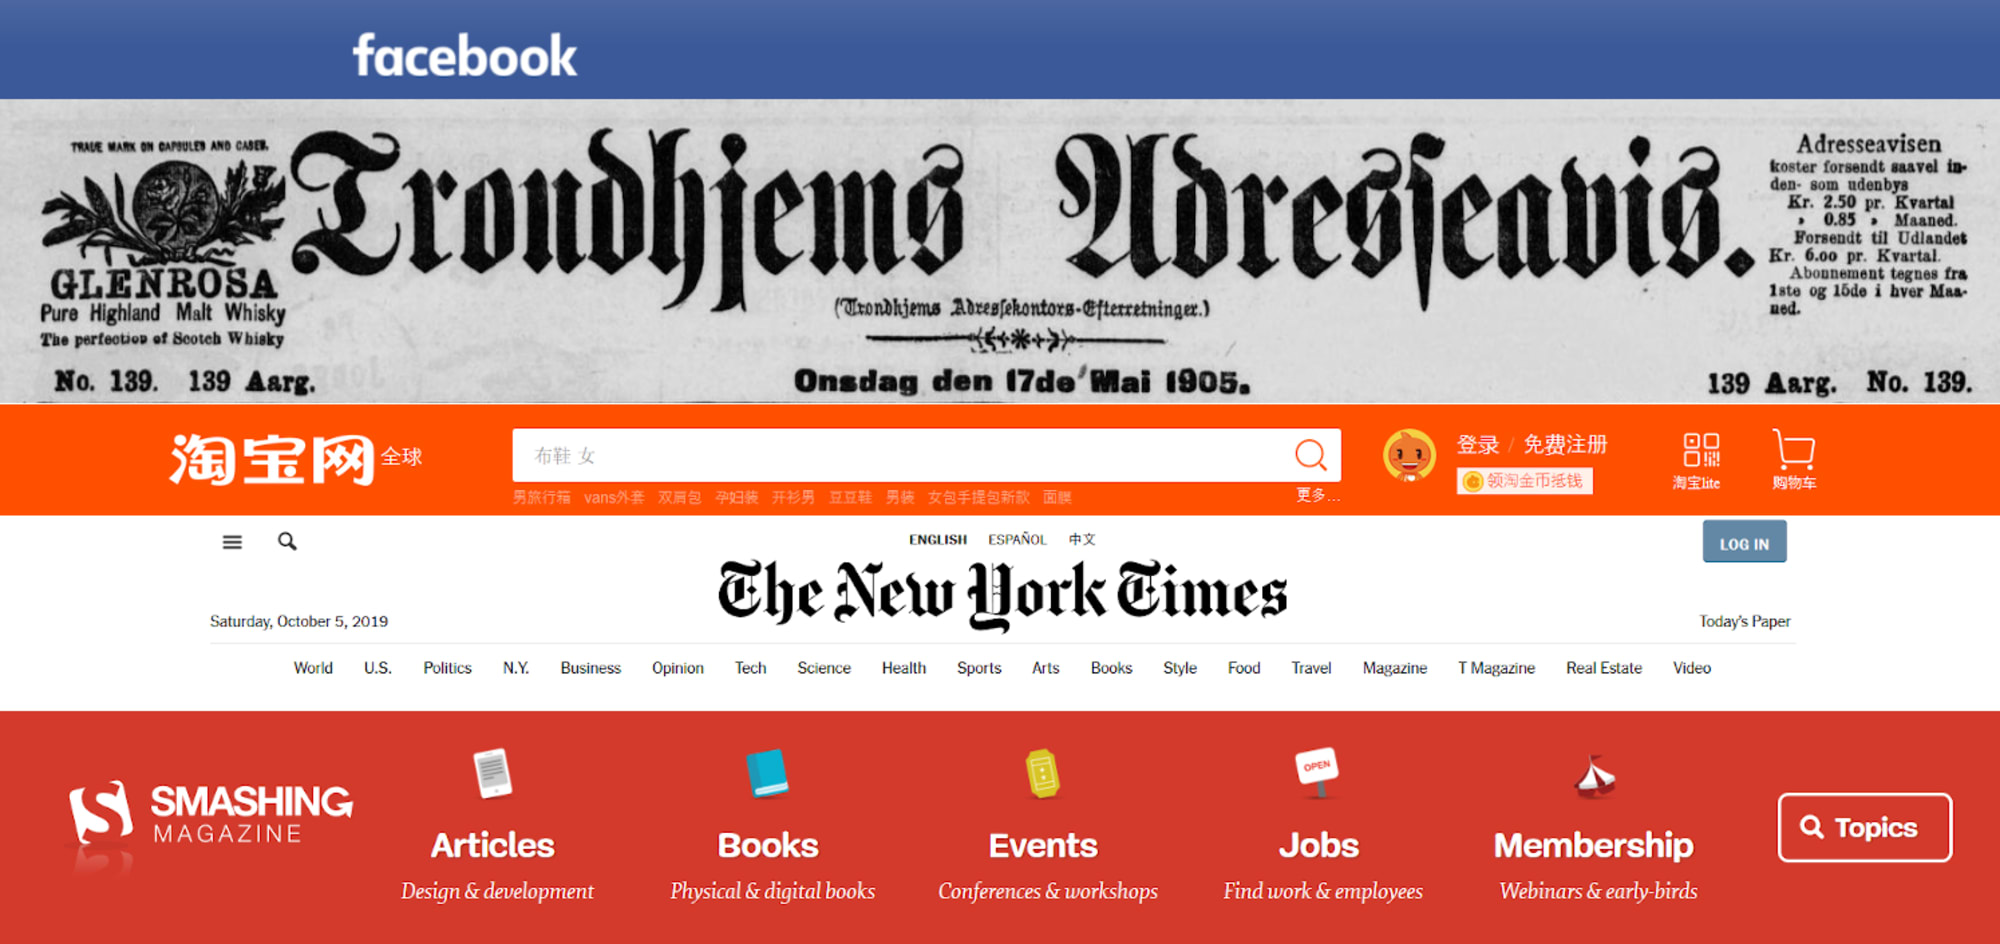 facebook
TRADE MARK ON CAPSULES AND CASES.
GLENROSA
Pure Highland Malt Whisky
The perfection of Scotch Whisky
Trondhjems Adresseavis.
(Trondhjems Adressekontors-Efterretninger.)
Adresseavisen
koster forsendt saavel in-
den- som udenbys
Kr. 2.50 pr. Kvartal
» 0.85 » Maaned.
Forsendt til Udlandet
Kr. 6.00 pr. Kvartal.
Abonnement tegnes fra
1ste og 15de i hver Maa-
ned.
No. 139. 139 Aarg.
Onsdag den 17de Mai 1905.
139 Aarg. No. 139.
淘宝网 全球
布鞋 女
男旅行箱 vans外套 双肩包 孕妇装 开衫男 豆豆鞋 男装 女包手提包新款 面膜
更多...
登录 / 免费注册
领淘金币抵钱
淘宝lite
购物车
ENGLISH ESPAÑOL 中文
LOG IN
The New York Times
Saturday, October 5, 2019
Today's Paper
World U.S. Politics N.Y. Business Opinion Tech Science Health Sports Arts Books Style Food Travel Magazine T Magazine Real Estate Video
SMASHING
MAGAZINE
Articles
Design & development
Books
Physical & digital books
Events
Conferences & workshops
OPEN
Jobs
Find work & employees
Membership
Webinars & early-birds
Topics